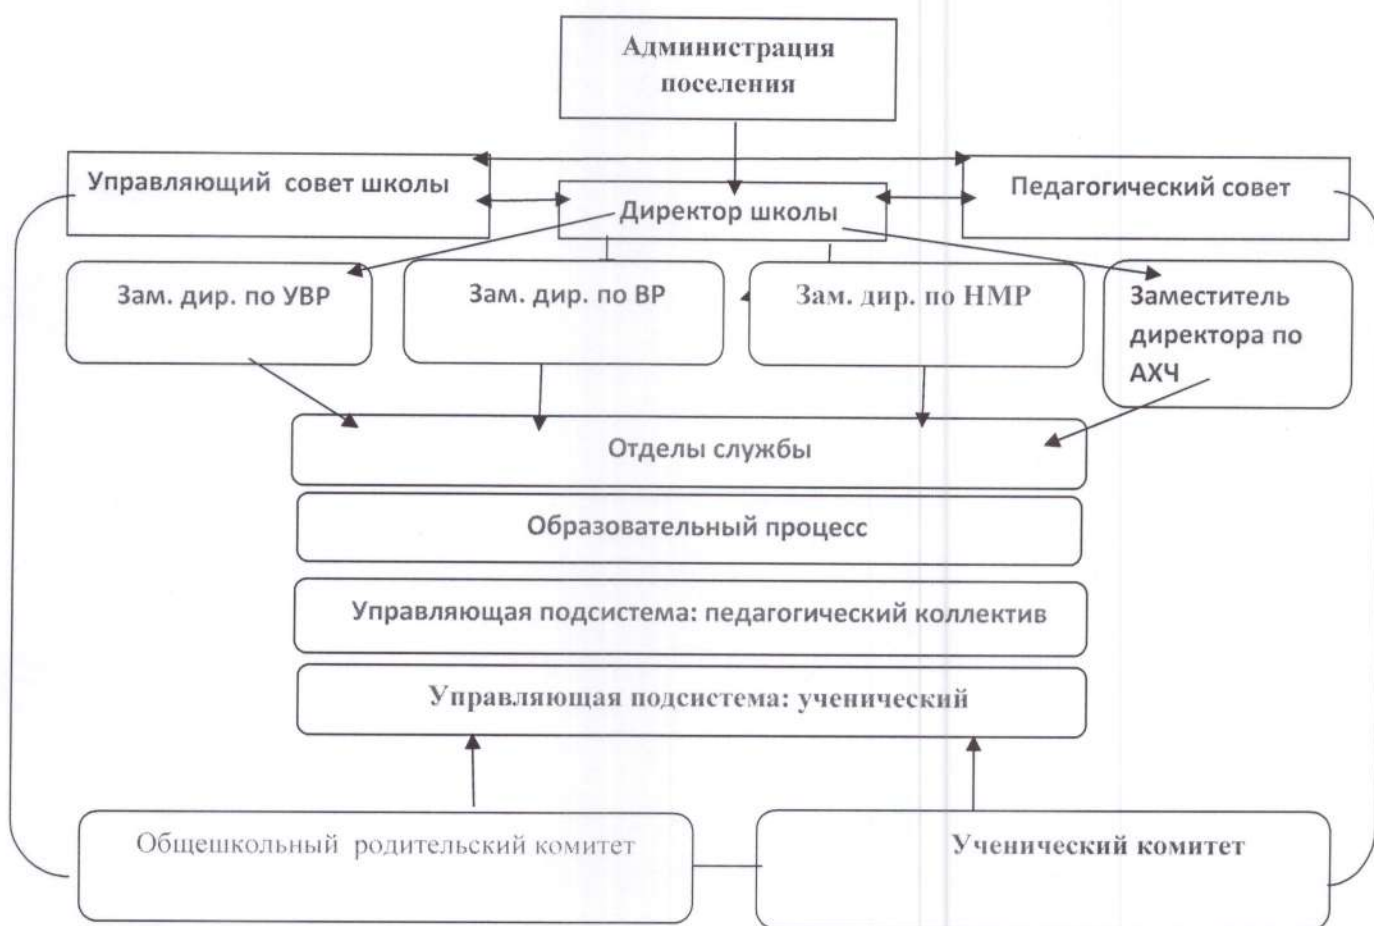 Администрация
поселения
Управляющий совет школы
Директор школы
Педагогический совет
Зам. дир. по УВР
Зам. дир. по ВР
Зам. дир. по НМР
Заместитель
директора по
АХЧ
Отделы службы
Образовательный процесс
Управляющая подсистема: педагогический коллектив
Управляющая подсистема: ученический
Общешкольный родительский комитет
Ученический комитет